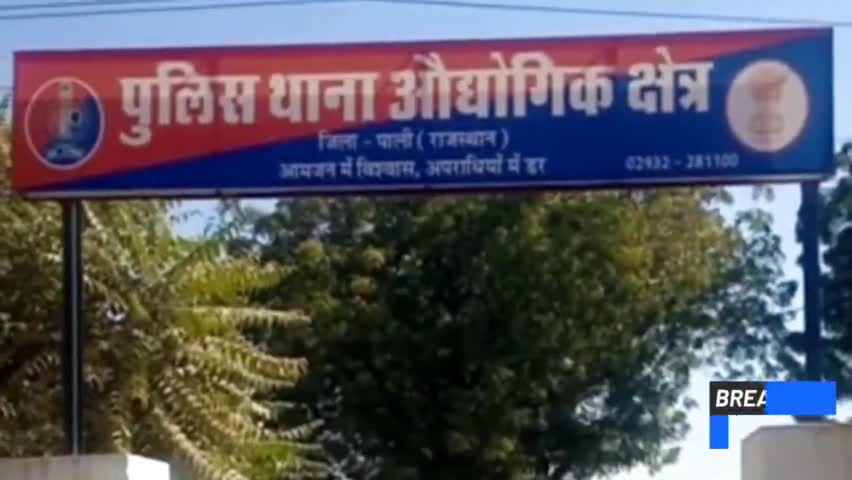 पुलिस थाना औद्योगिक क्षेत्र
जिला - पाली ( राजस्थान )
आमजन में विश्वास, अपराधियों में डर
02932 - 281100
BREA